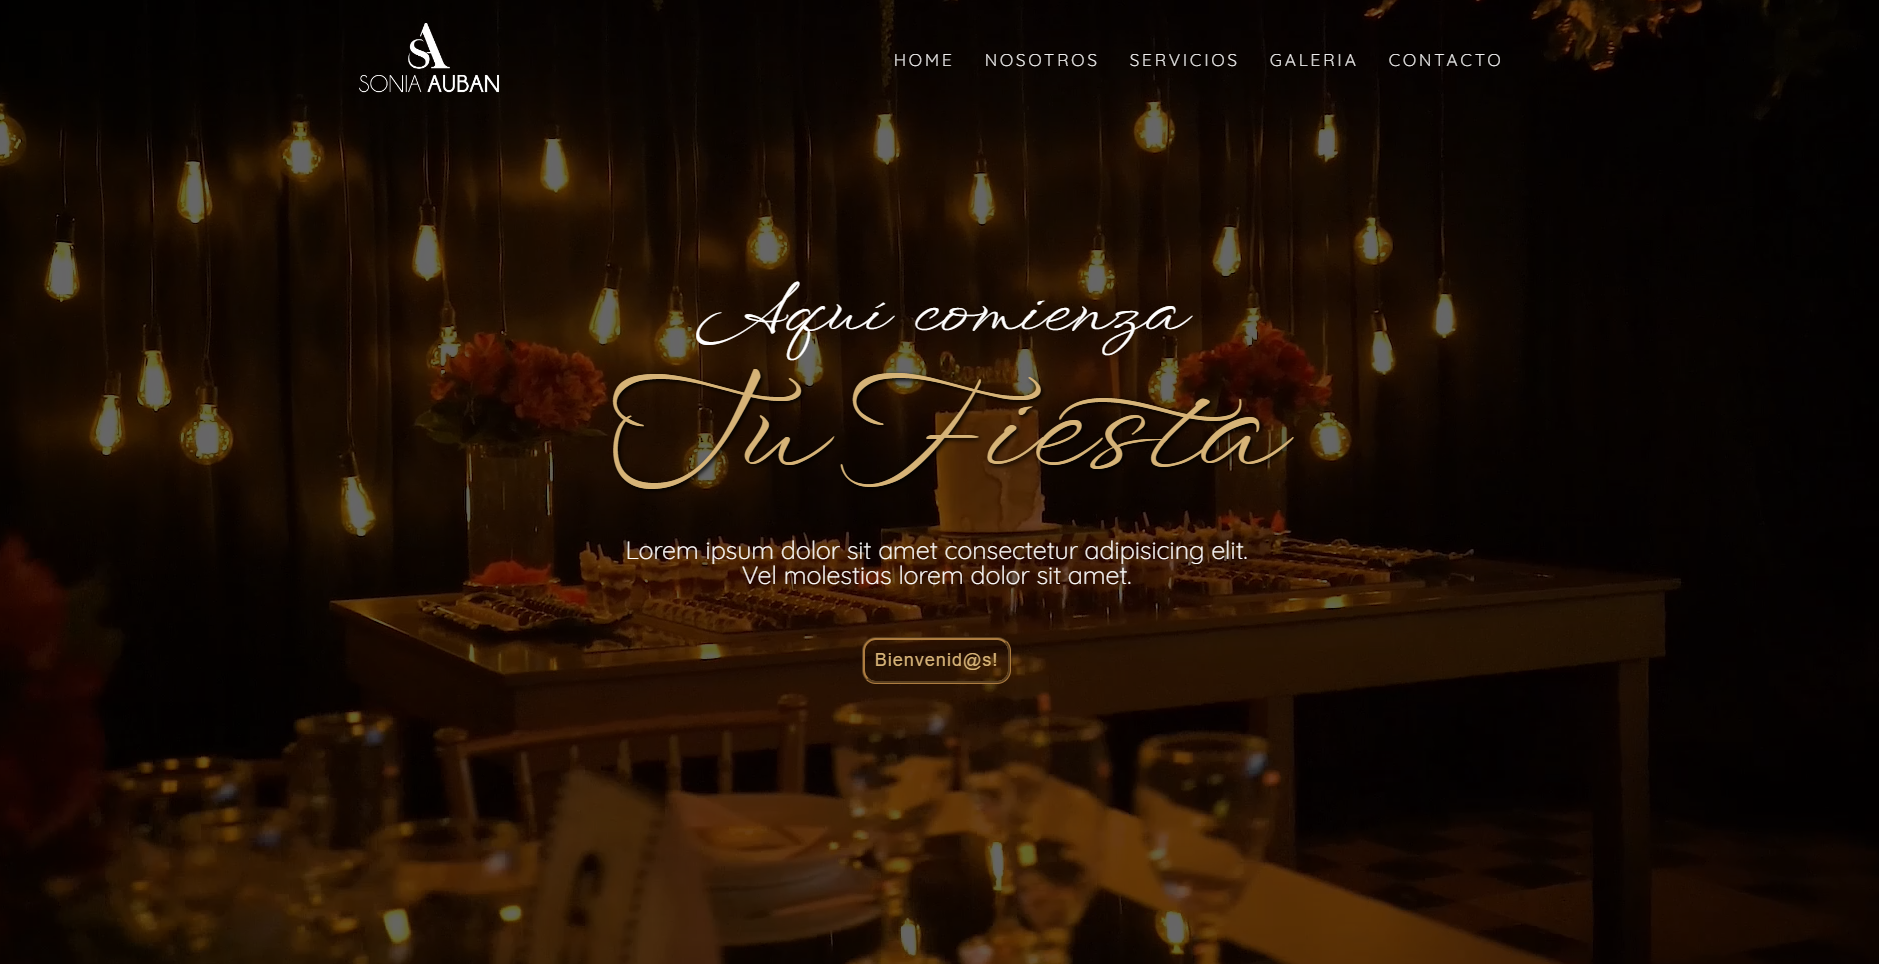 SA
SONIA AUBAN
HOME NOSOTROS SERVICIOS GALERIA CONTACTO
Aquí comienza
Tu Fiesta
Lorem ipsum dolor sit amet consectetur adipisicing elit.
Vel molestias lorem dolor sit amet.
Bienvenid@s!